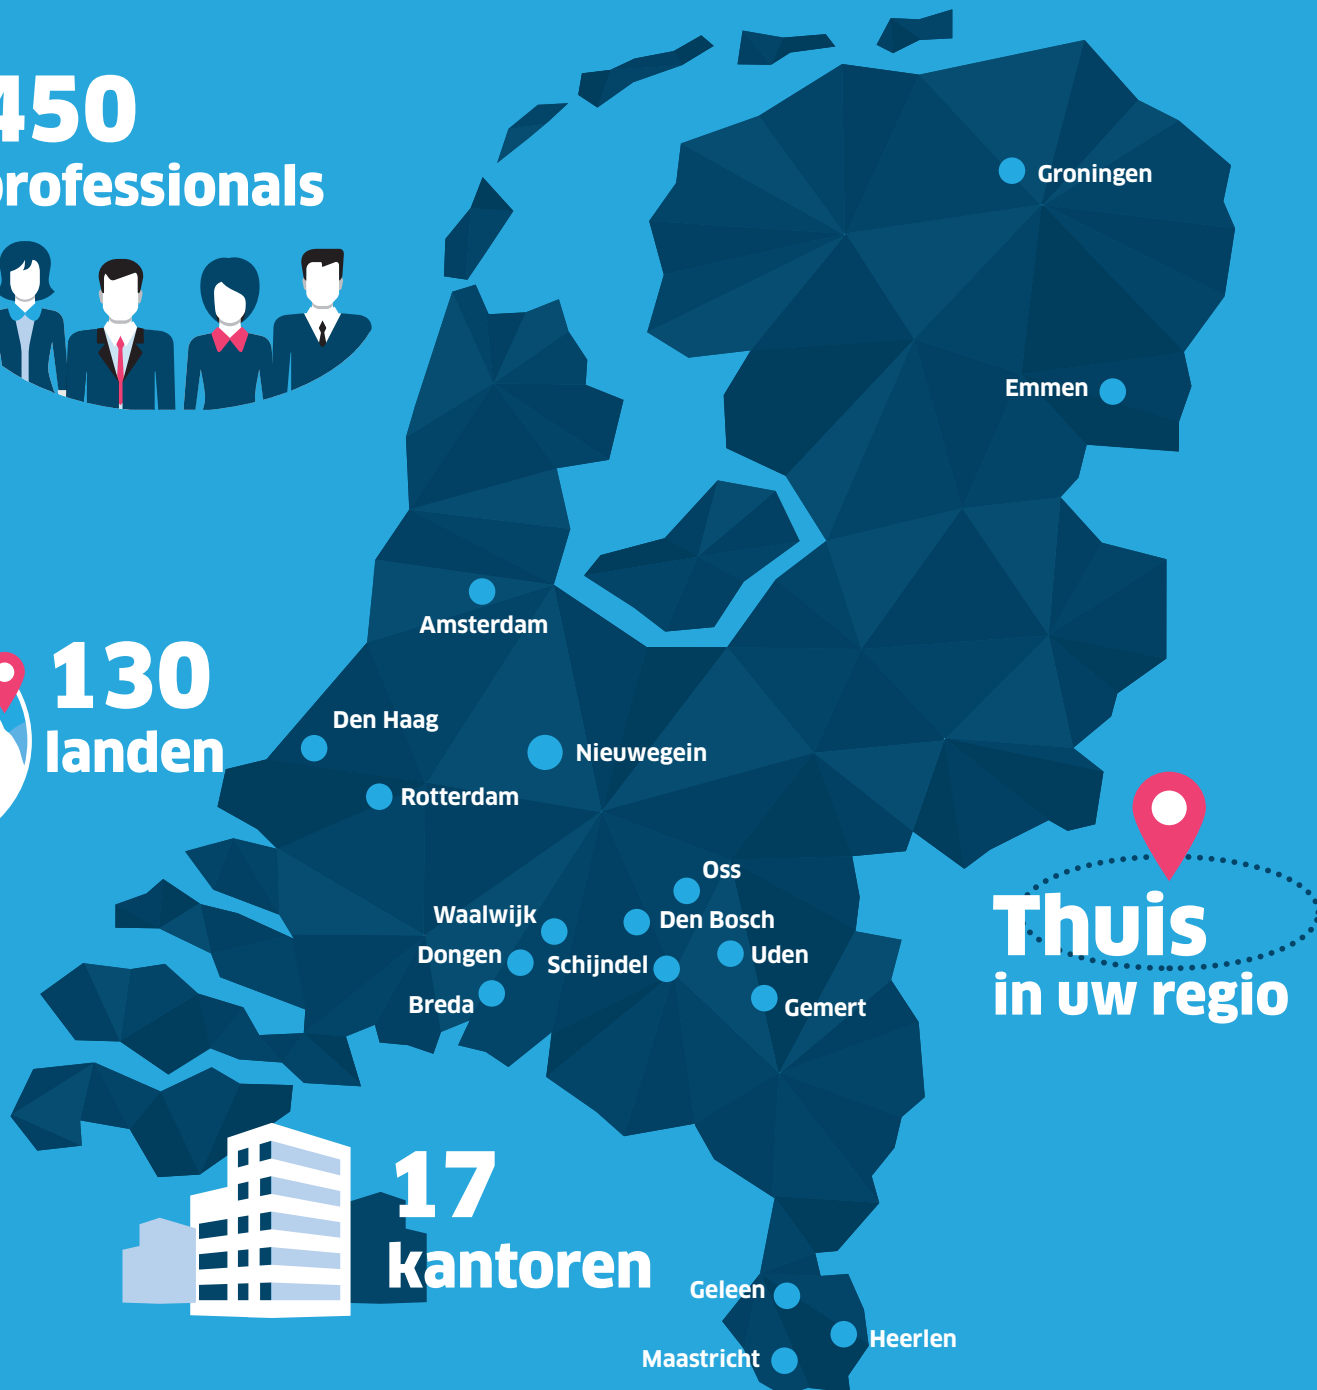 450
professionals
Groningen
Emmen
Amsterdam
130
landen
Den Haag
Nieuwegein
Rotterdam
Oss
Waalwijk
Den Bosch
Dongen
Schijndel
Uden
Breda
Gemert
Thuis
in uw regio
17
kantoren
Geleen
Heerlen
Maastricht